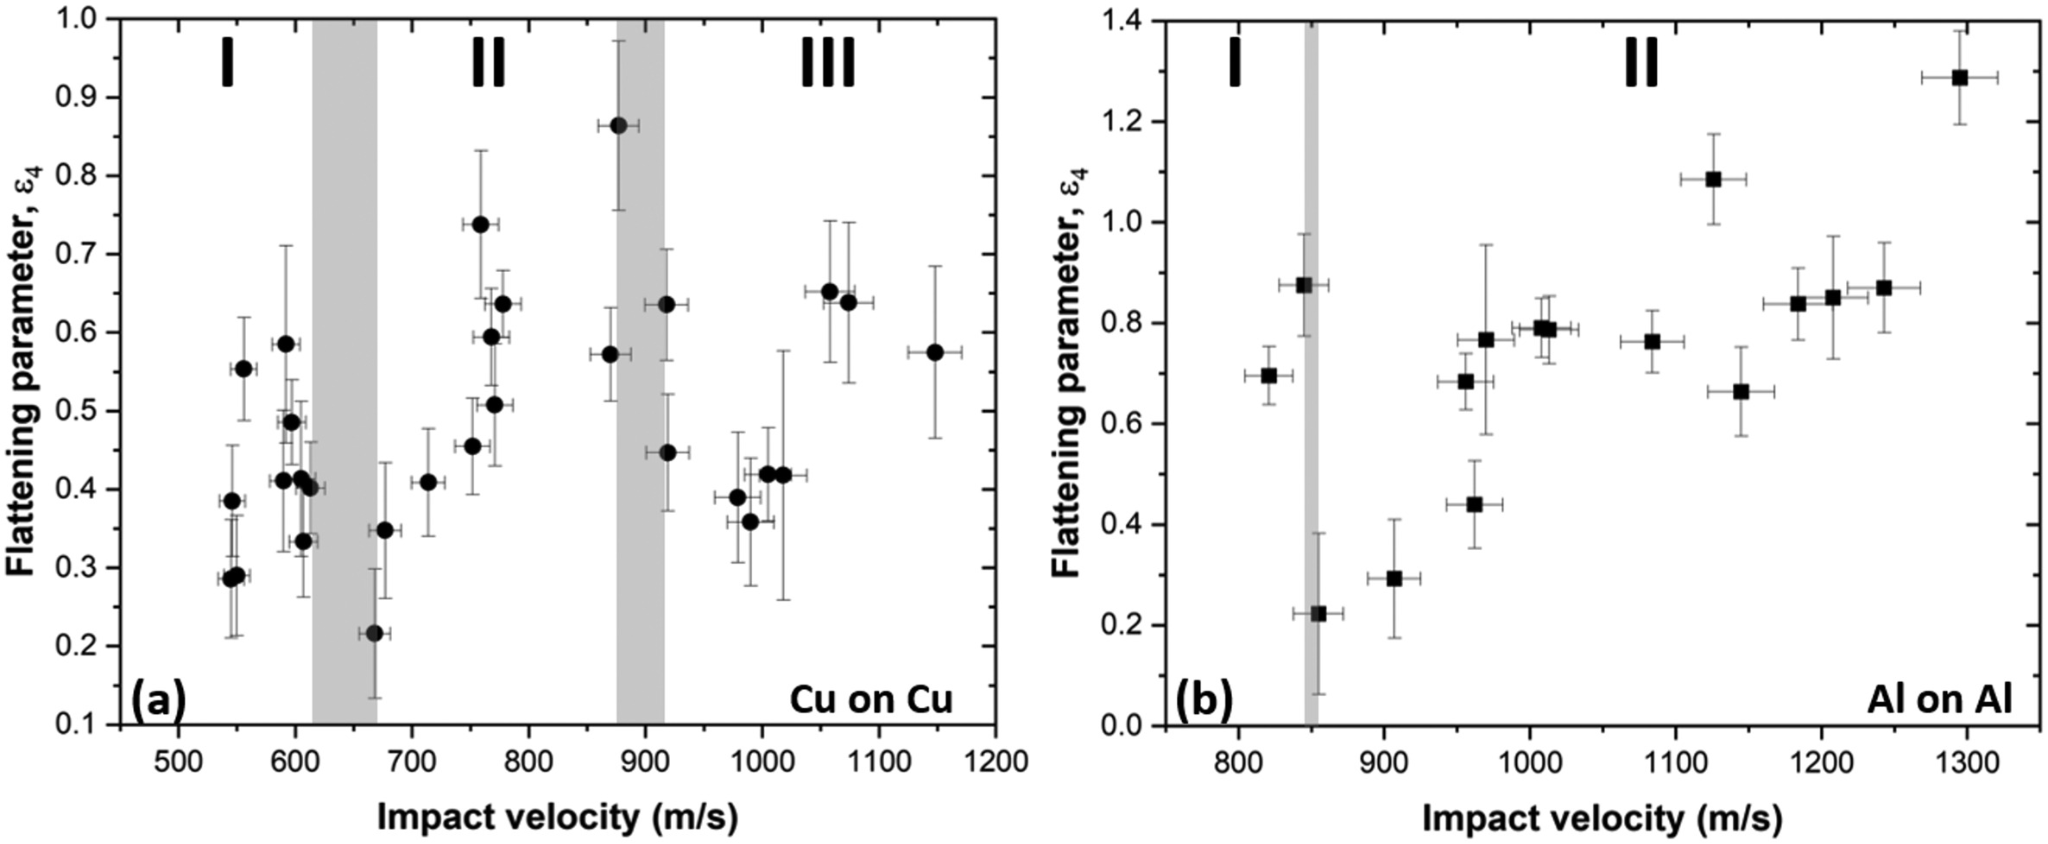 1.0
0.9
0.8
0.7
0.6
0.5
0.4
0.3
0.2
0.1
Flattening parameter, ε4
I
II
III
(a)
Cu on Cu
500 600 700 800 900 1000 1100 1200
Impact velocity (m/s)
1.4
1.2
1.0
0.8
0.6
0.4
0.2
0.0
Flattening parameter, ε4
I
II
(b)
Al on Al
800 900 1000 1100 1200 1300
Impact velocity (m/s)